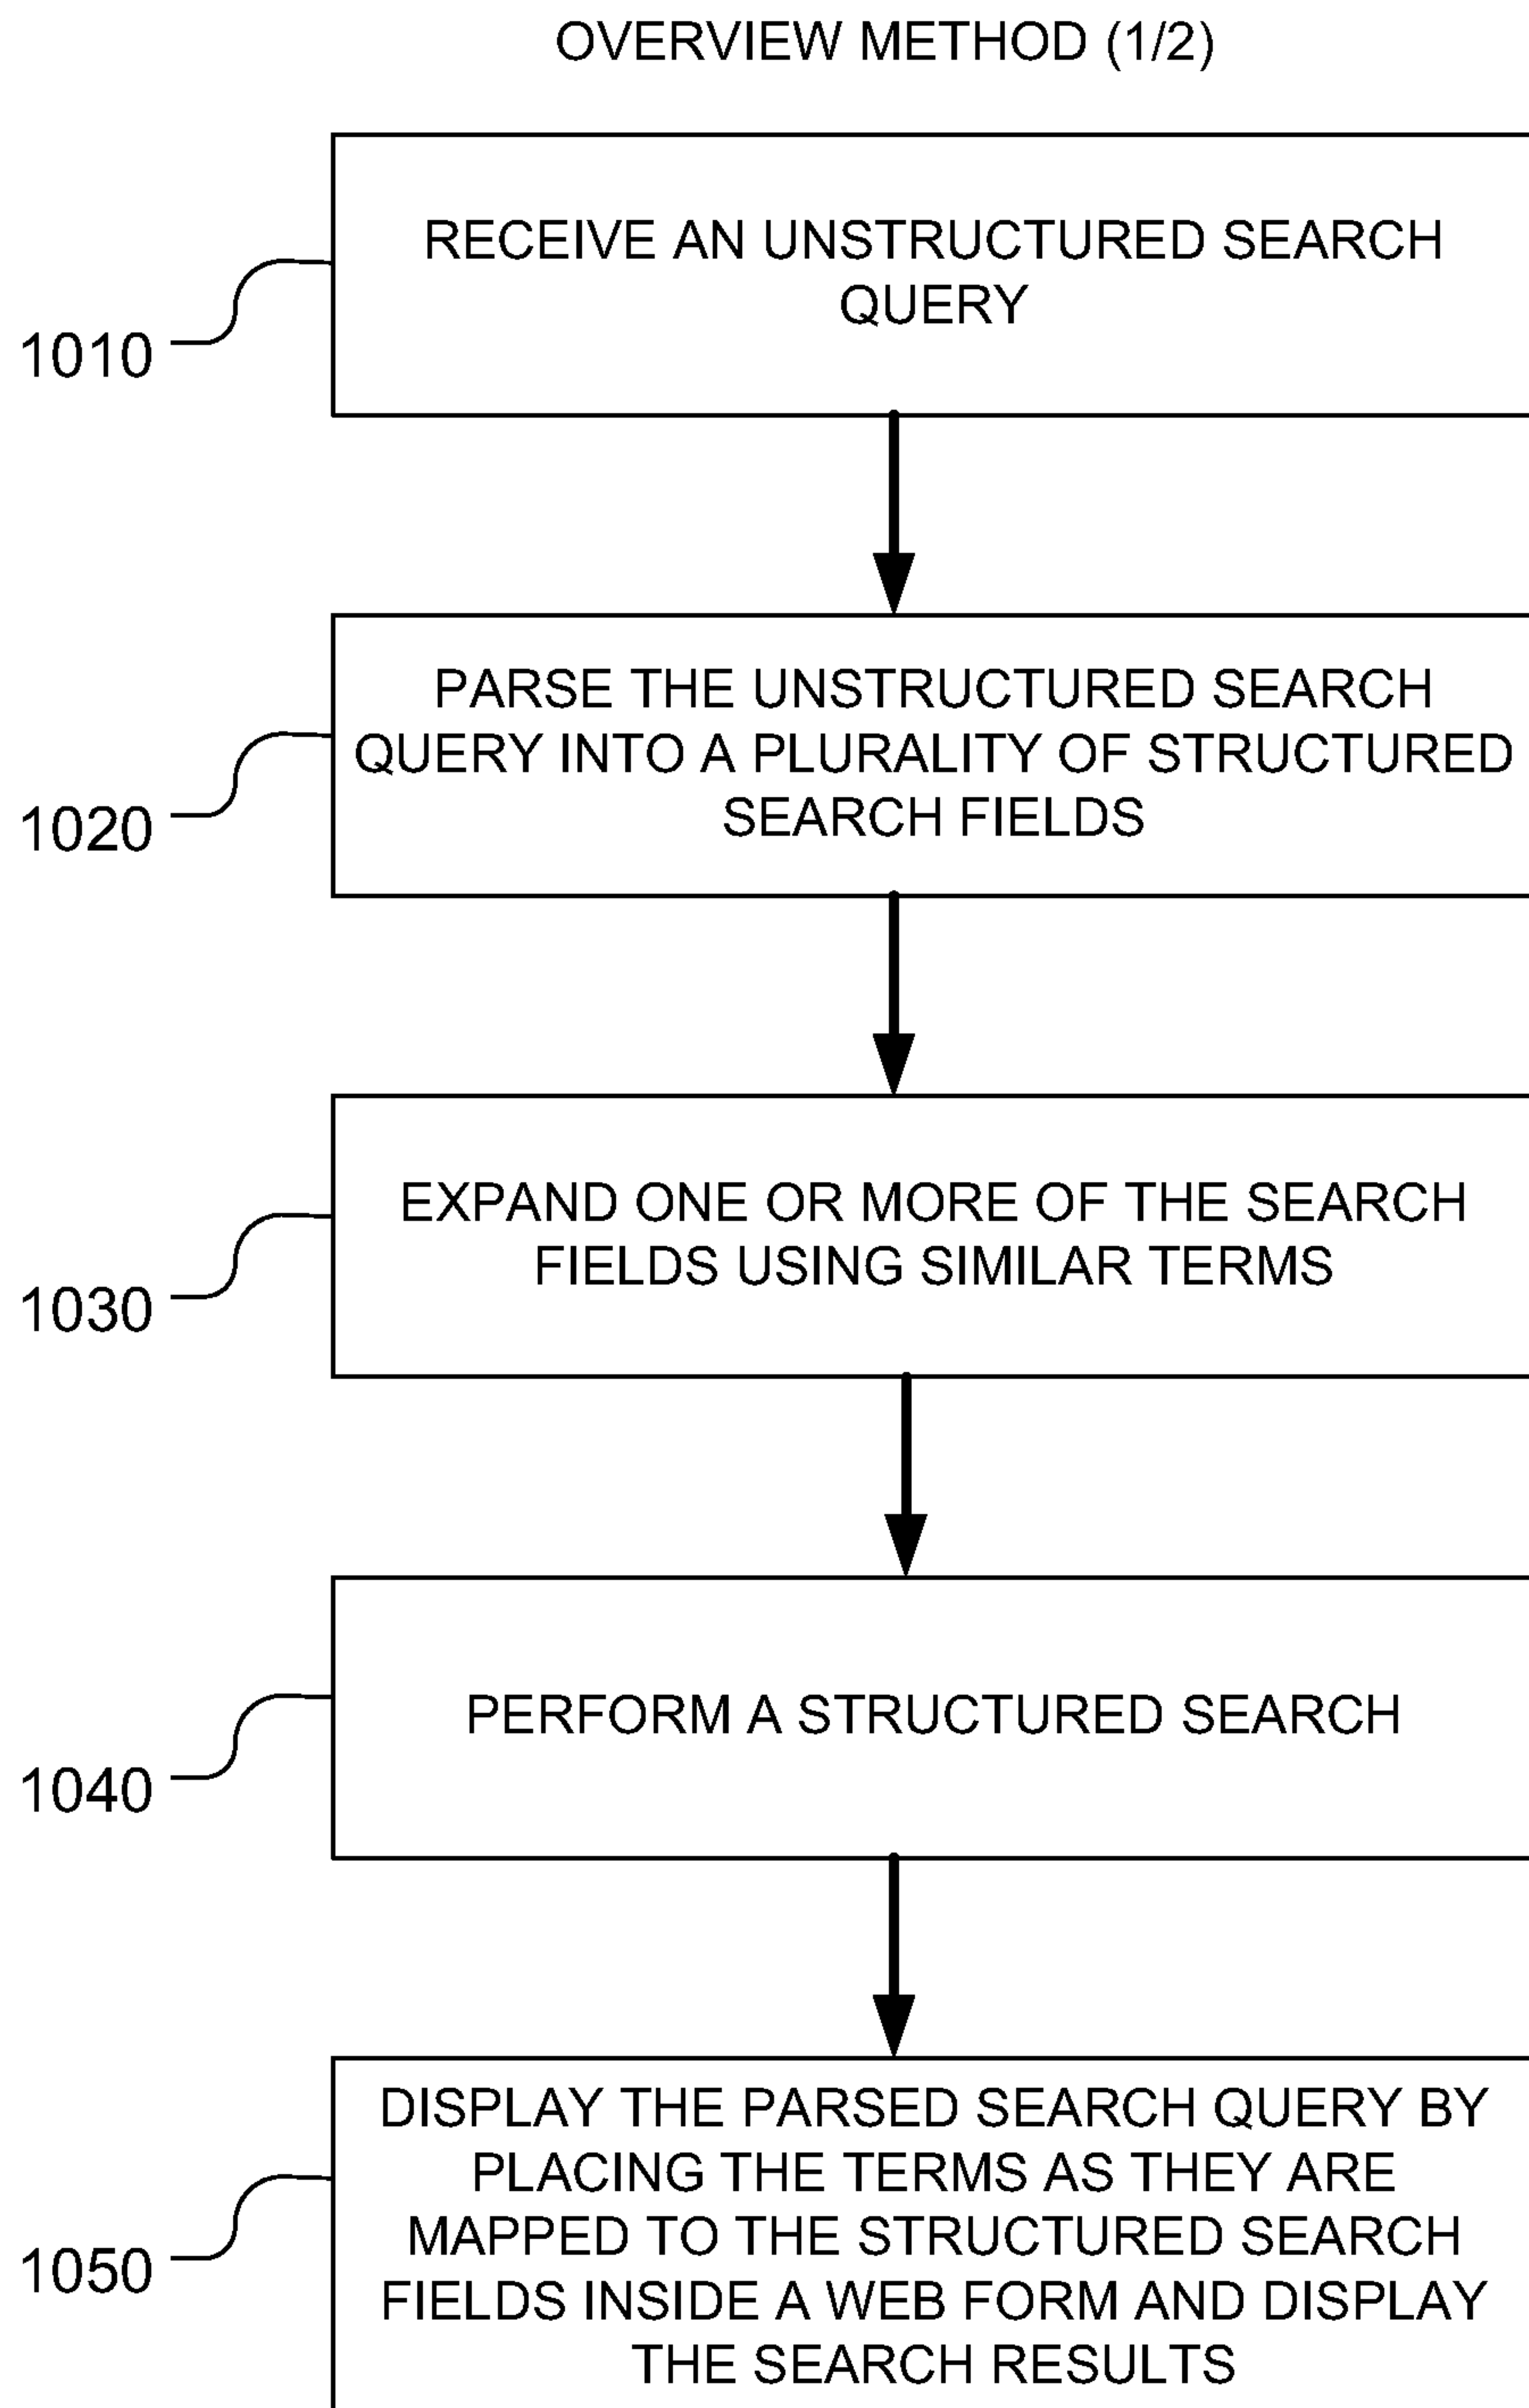 OVERVIEW METHOD (1/2)
RECEIVE AN UNSTRUCTURED SEARCH
QUERY
1010
PARSE THE UNSTRUCTURED SEARCH
QUERY INTO A PLURALITY OF STRUCTURED
SEARCH FIELDS
1020
EXPAND ONE OR MORE OF THE SEARCH
FIELDS USING SIMILAR TERMS
1030
PERFORM A STRUCTURED SEARCH
1040
DISPLAY THE PARSED SEARCH QUERY BY
PLACING THE TERMS AS THEY ARE
MAPPED TO THE STRUCTURED SEARCH
FIELDS INSIDE A WEB FORM AND DISPLAY
THE SEARCH RESULTS
1050